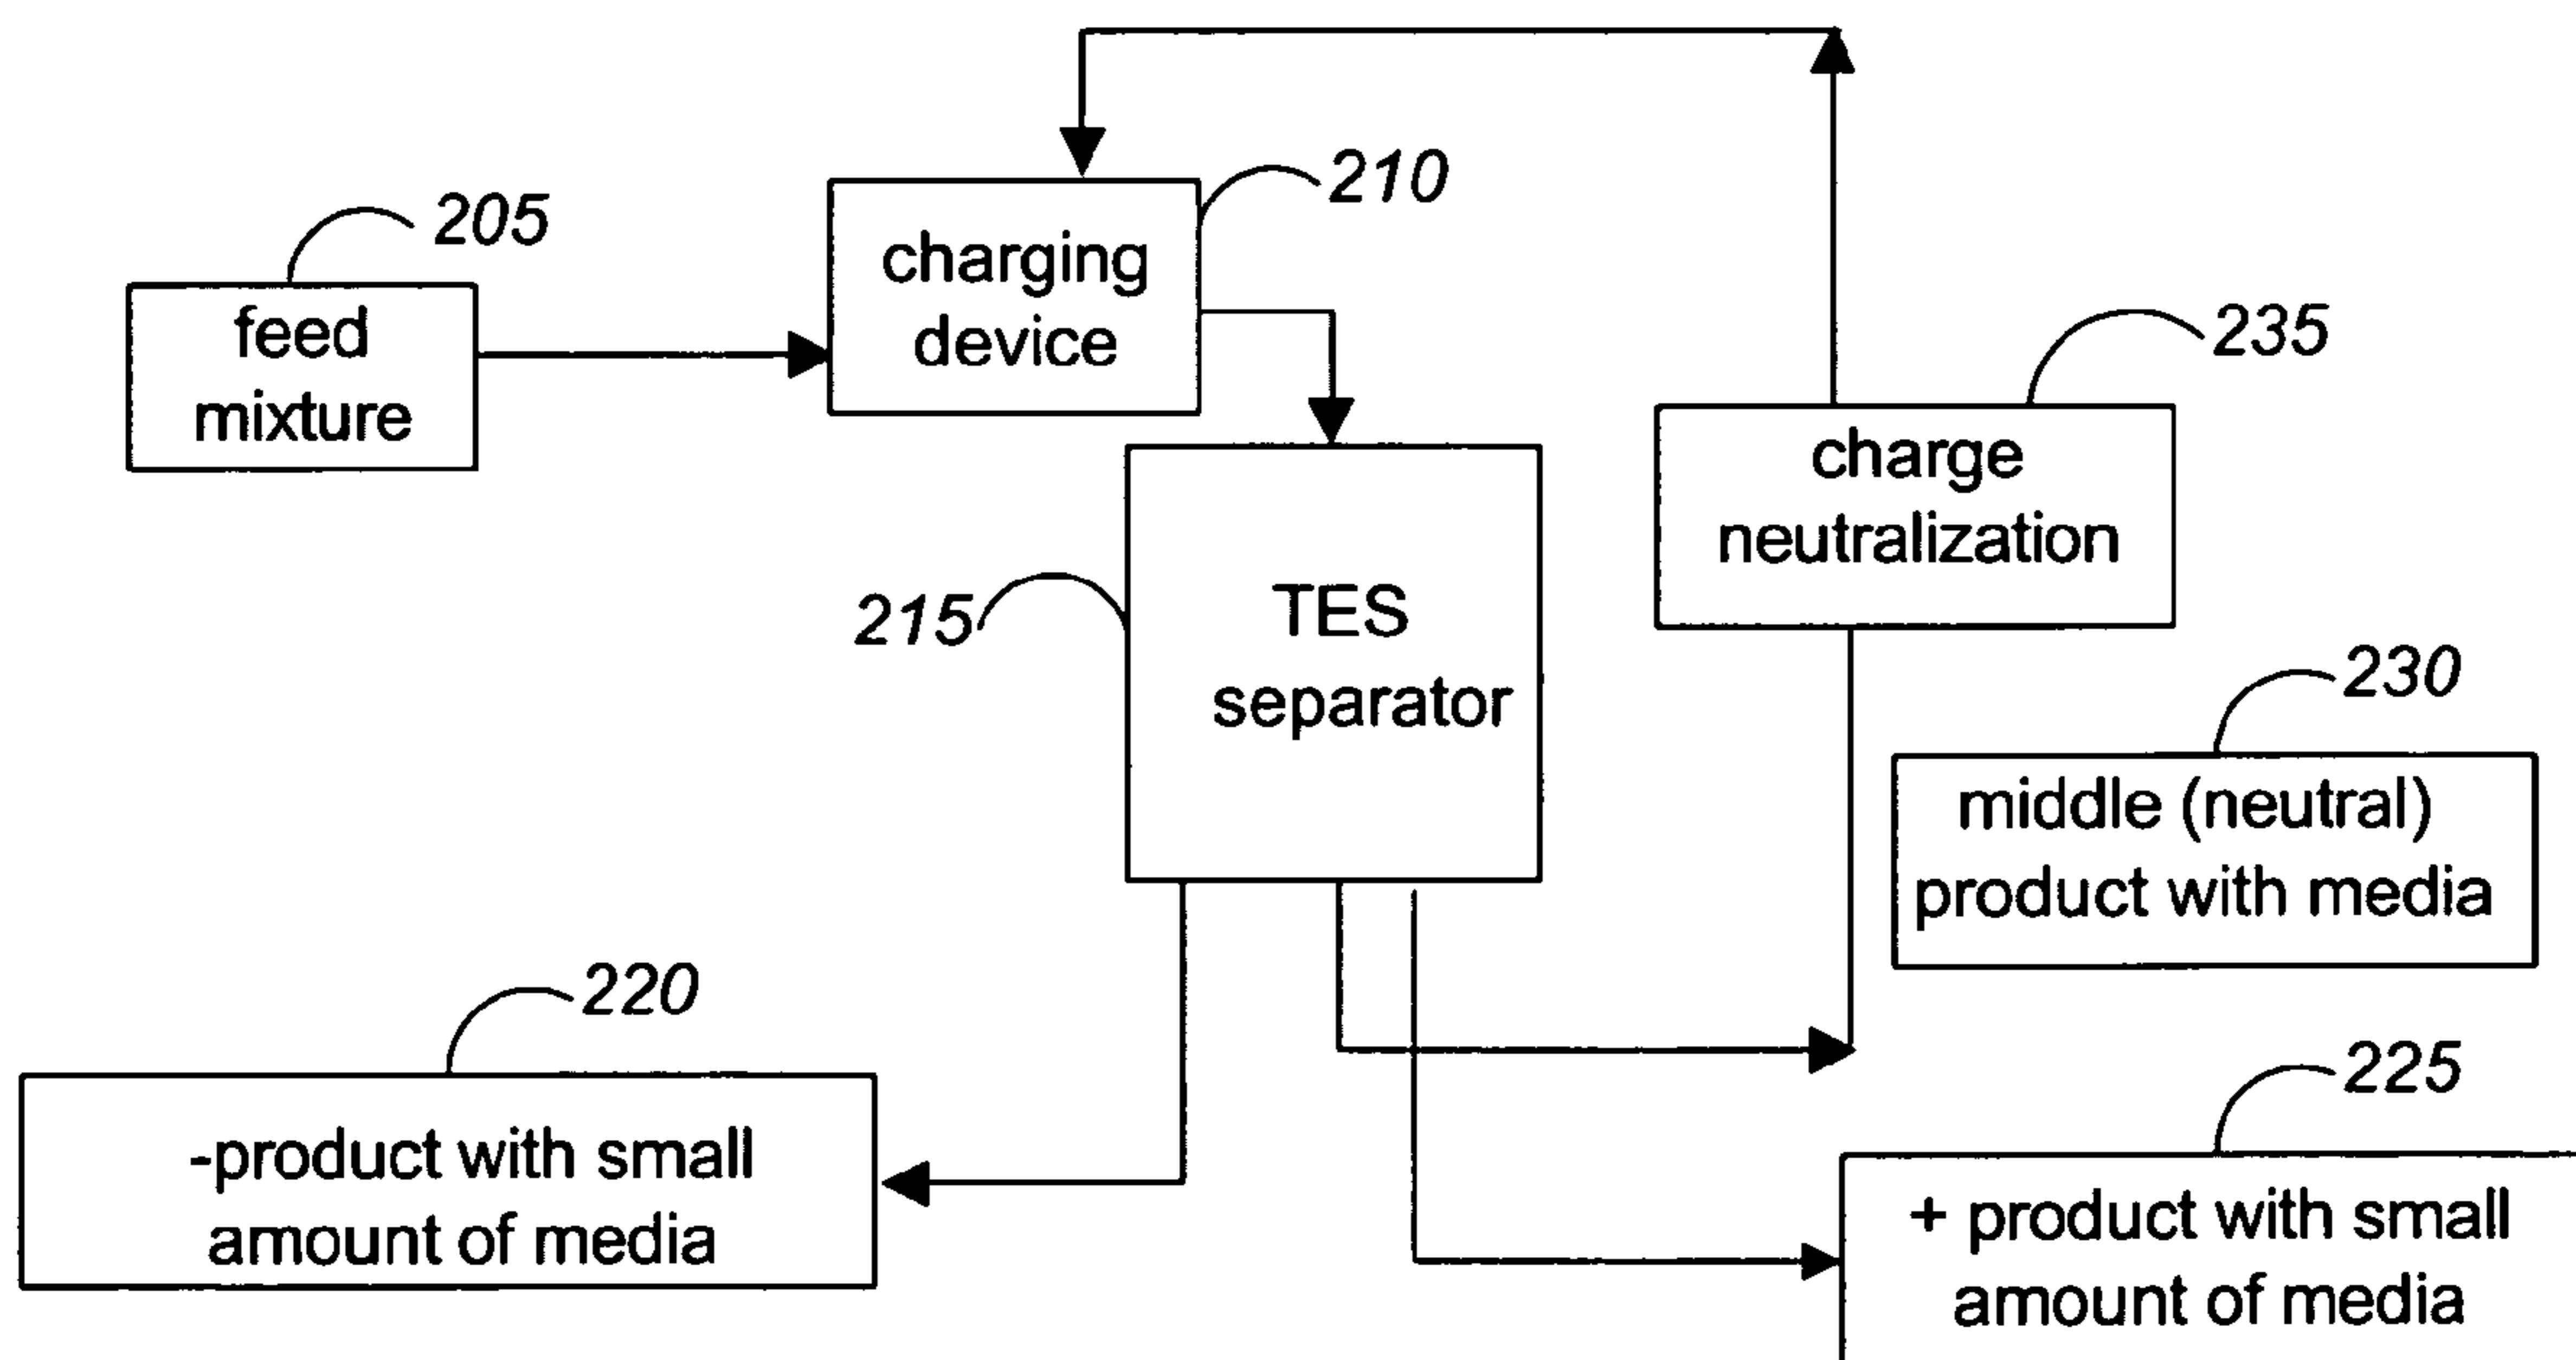 210
205
charging
device
feed
mixture
235
charge
neutralization
215
TES
separator
230
middle (neutral)
product with media
220
-product with small
amount of media
225
+ product with small
amount of media